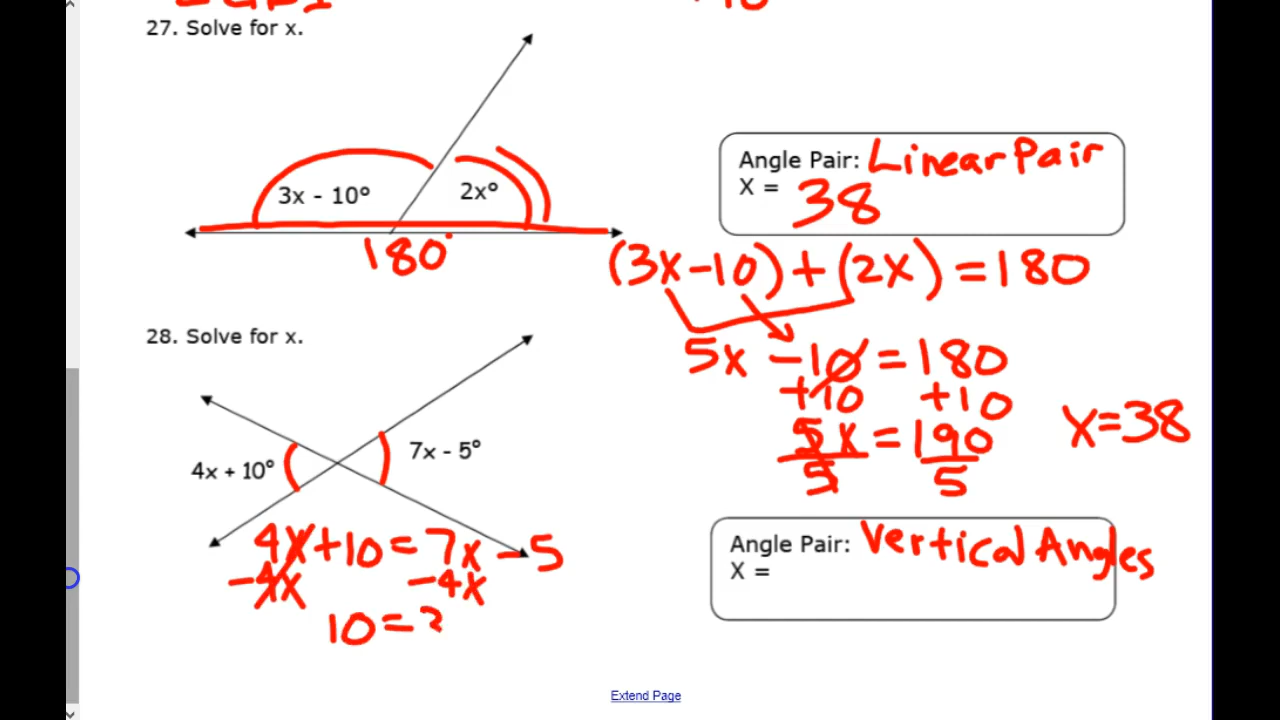 27. Solve for x.
3x - 10°
2x°
180°
Angle Pair: Linear Pair
X = 38
(3x-10) + (2x) = 180
5x -10 = 180
+10 +10
5x = 190
5 5
x=38
28. Solve for x.
4x + 10°
7x - 5°
4x+10 = 7x -5
-4x -4x
10 =
Angle Pair: Vertical Angles
X =
Extend Page